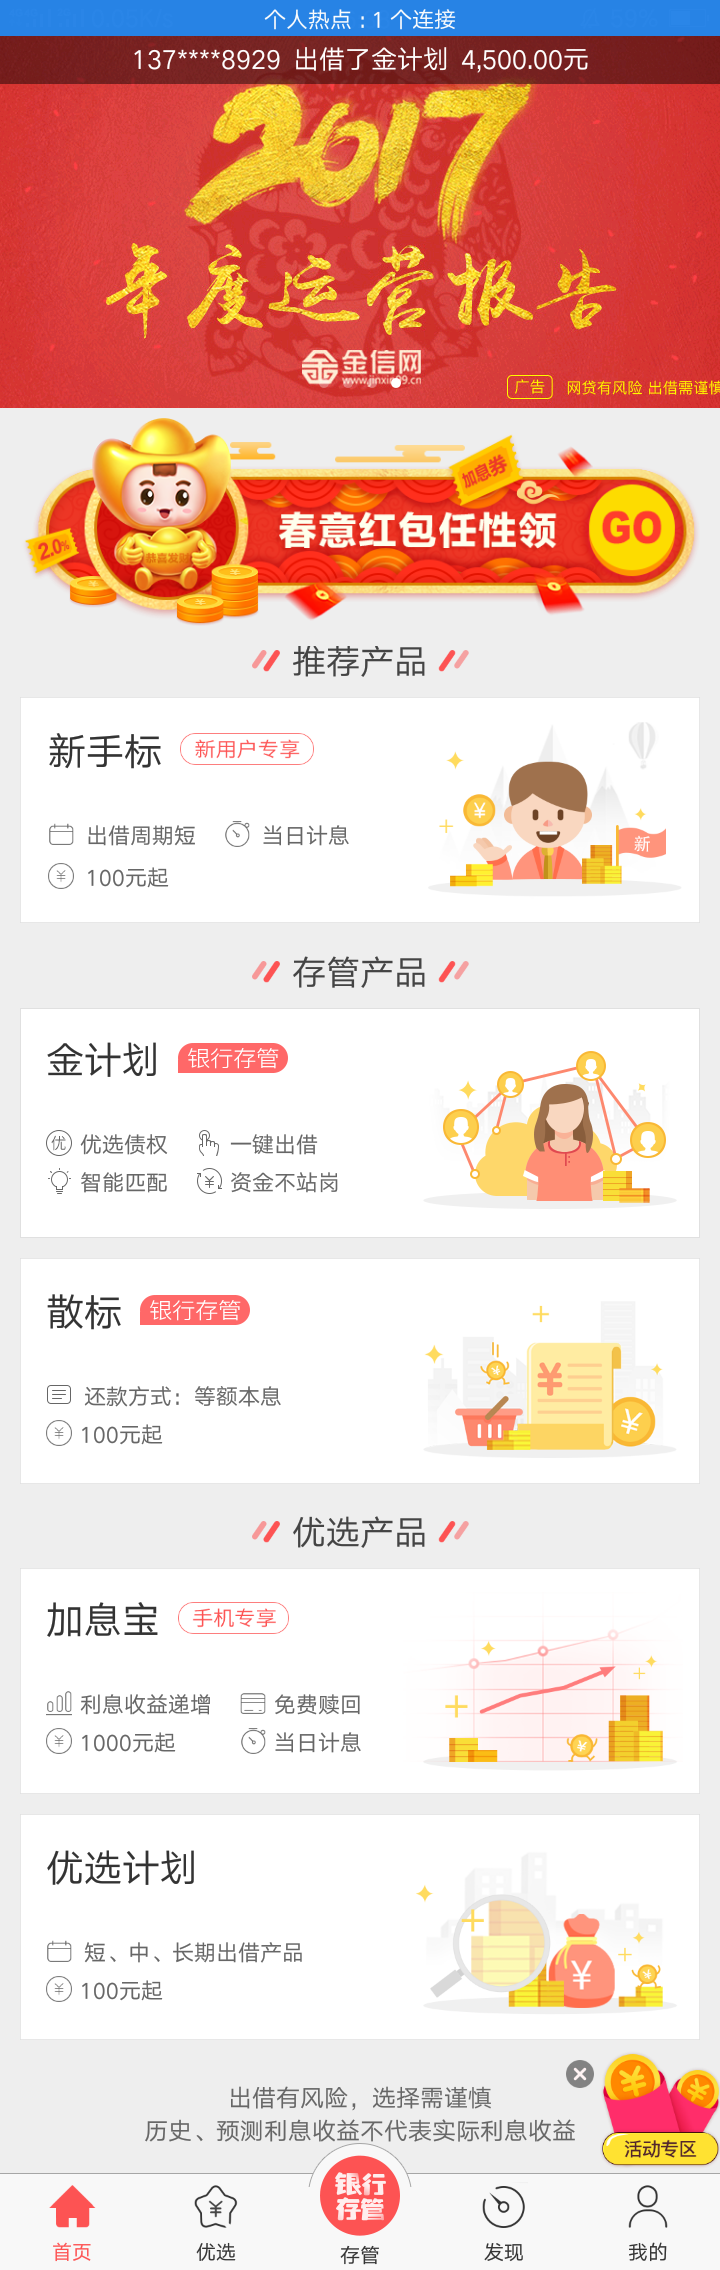 个人热点：1 个连接
137****8929 出借了金计划 4,500.00元
2017
年度运营报告
金信网
www.jinxin99.cn
广告 网贷有风险 出借需谨慎
加息券
2.0%
恭喜发财
春意红包任性领 GO
推荐产品
新手标 新用户专享
出借周期短 当日计息
新
100元起
存管产品
金计划 银行存管
优 优选债权 一键出借
智能匹配 资金不站岗
散标 银行存管
还款方式：等额本息
100元起
优选产品
加息宝 手机专享
利息收益递增 免费赎回
1000元起 当日计息
优选计划
短、中、长期出借产品
100元起
出借有风险，选择需谨慎
历史、预测利息收益不代表实际利息收益
活动专区
银行
存管
首页 优选 存管 发现 我的